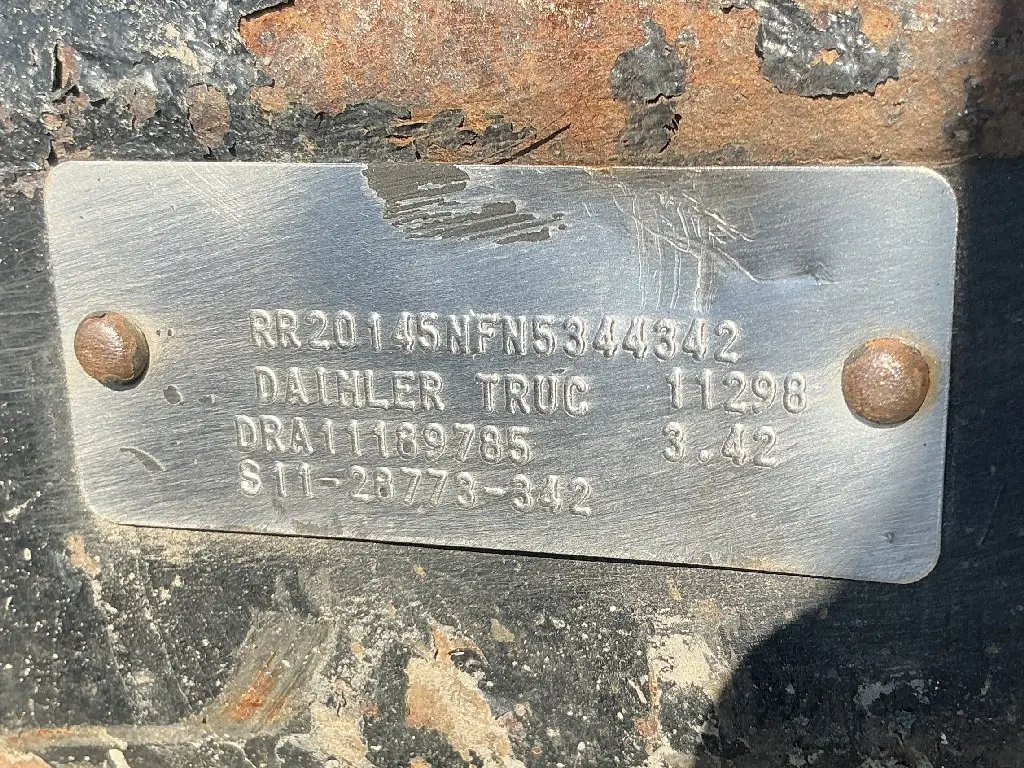 RR20145NFN5344342
DAIMLER TRUC 11298
DRA11189785 3.42
S11-28773-342